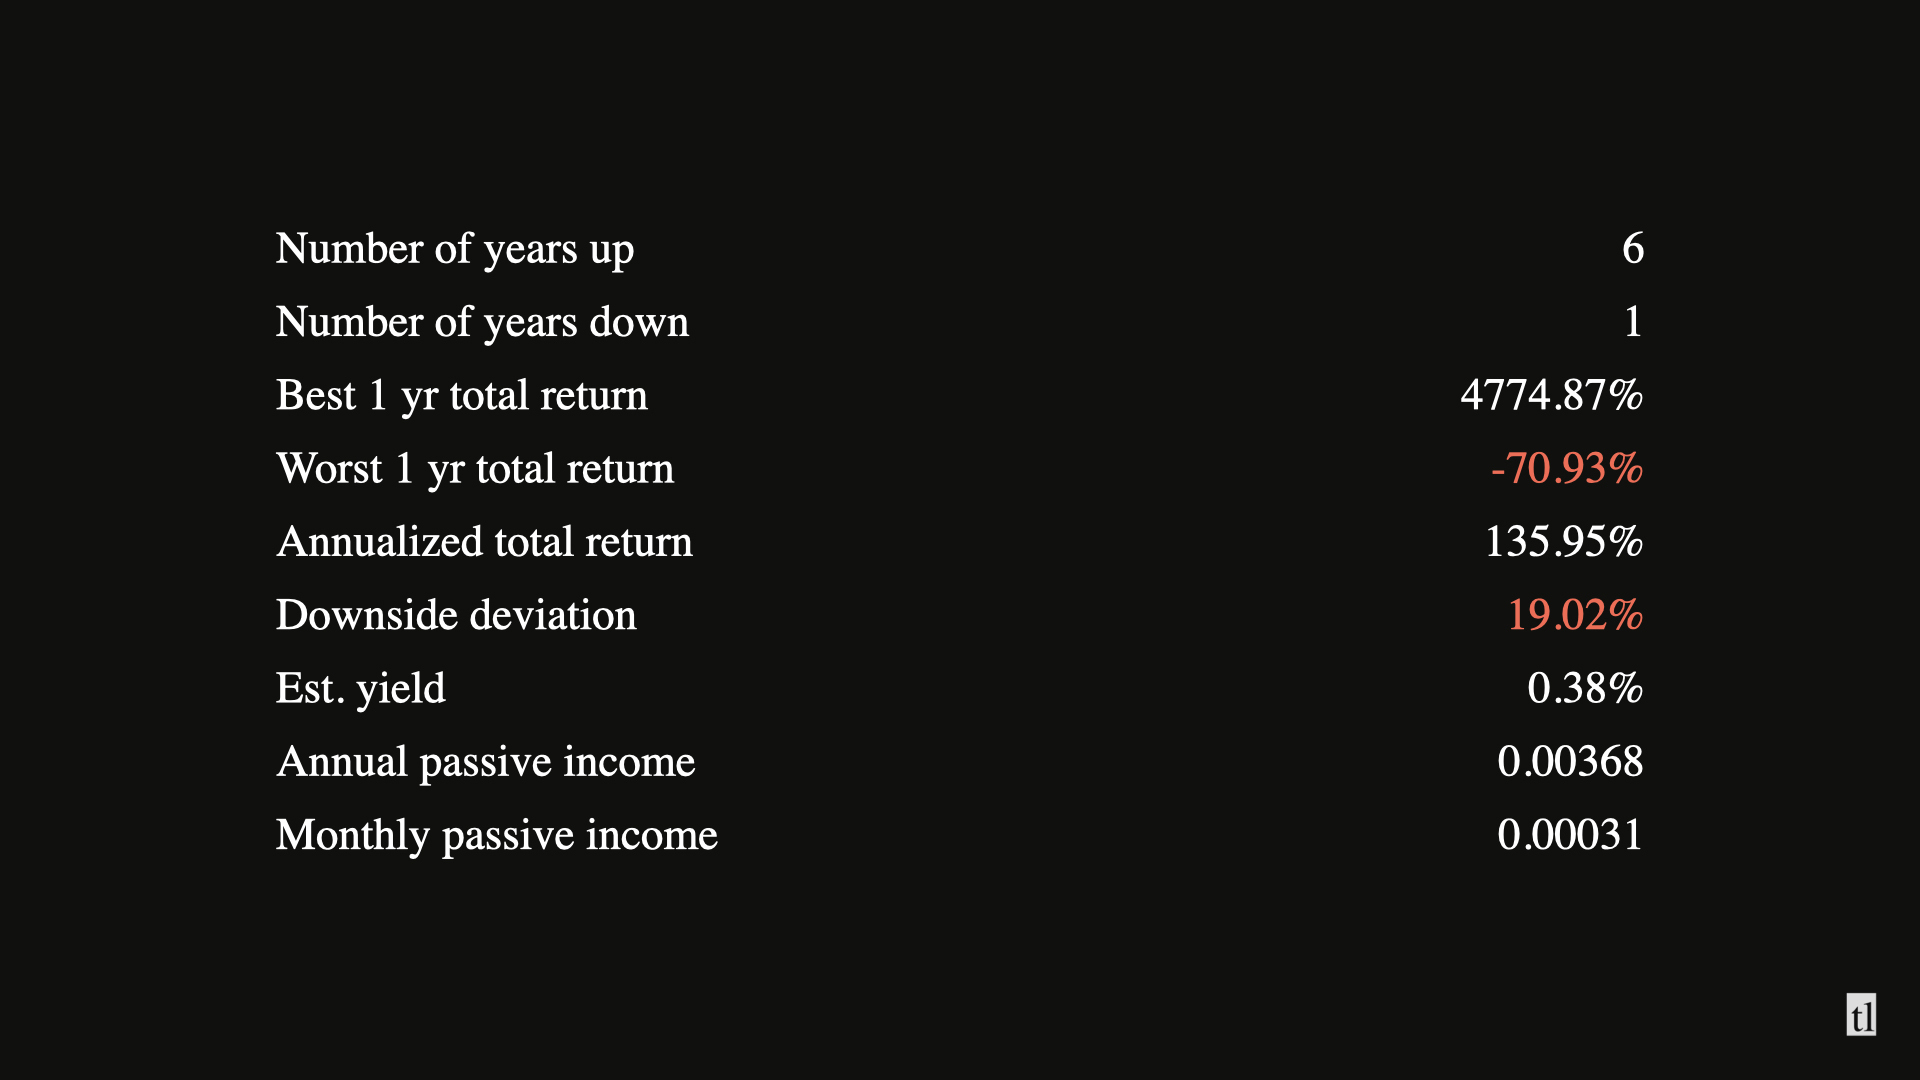 Number of years up 6
Number of years down 1
Best 1 yr total return 4774.87%
Worst 1 yr total return -70.93%
Annualized total return 135.95%
Downside deviation 19.02%
Est. yield 0.38%
Annual passive income 0.00368
Monthly passive income 0.00031
tl